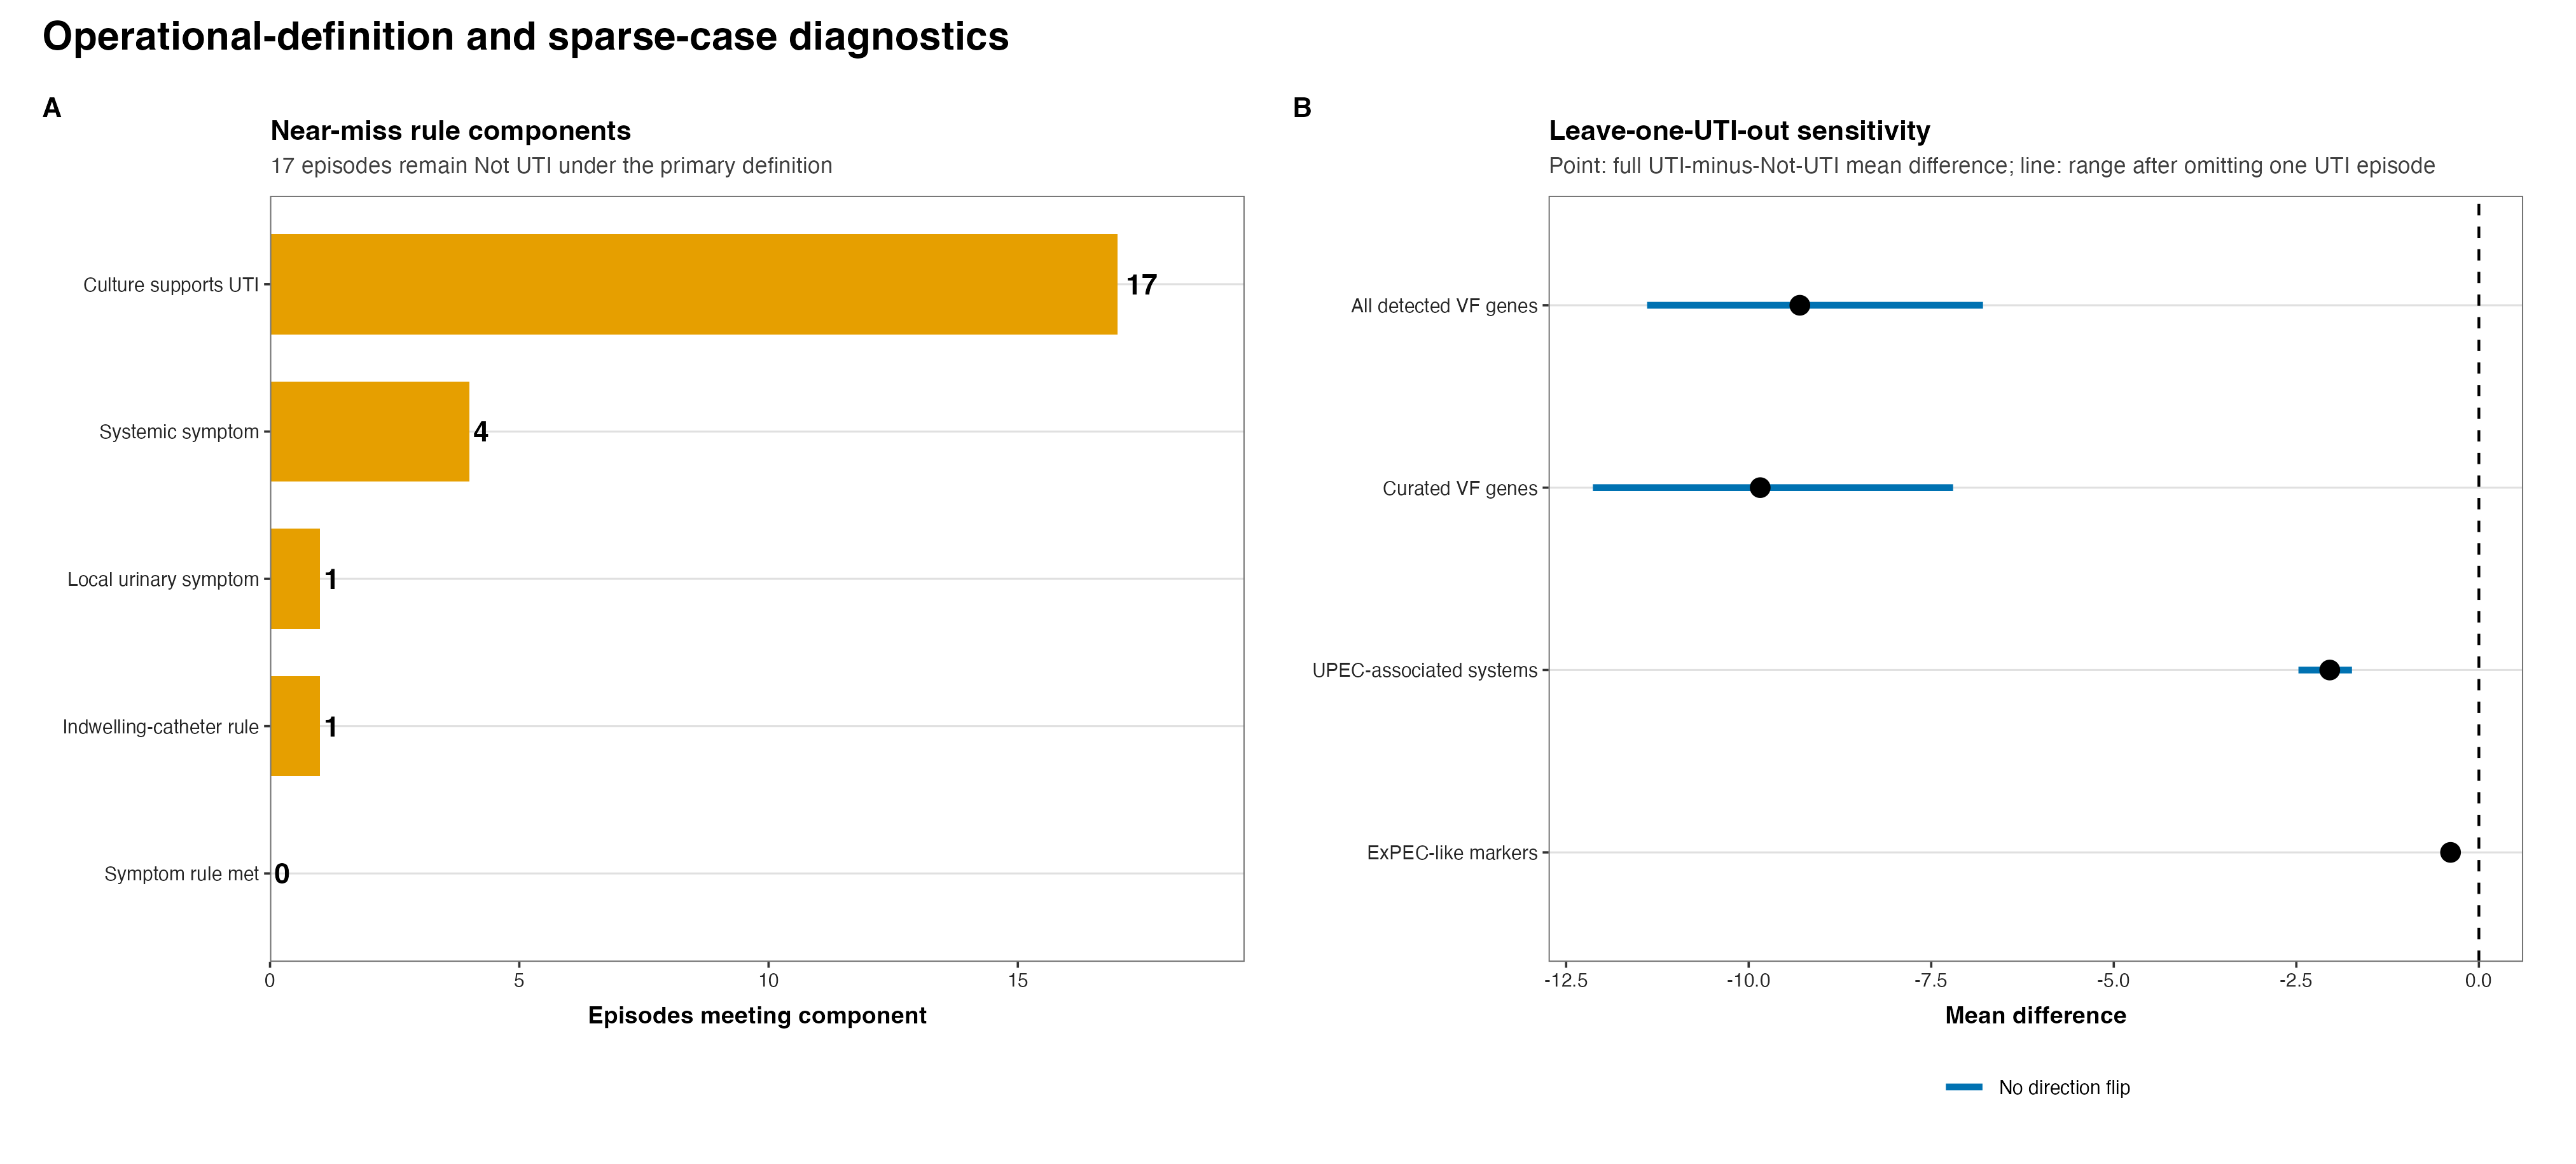 Operational-definition and sparse-case diagnostics
A
Near-miss rule components
17 episodes remain Not UTI under the primary definition
Culture supports UTI
17
Systemic symptom
4
Local urinary symptom
1
Indwelling-catheter rule
1
Symptom rule met
0
0
5
10
15
Episodes meeting component
B
Leave-one-UTI-out sensitivity
Point: full UTI-minus-Not-UTI mean difference; line: range after omitting one UTI episode
All detected VF genes
Curated VF genes
UPEC-associated systems
ExPEC-like markers
-12.5
-10.0
-7.5
-5.0
-2.5
0.0
Mean difference
No direction flip